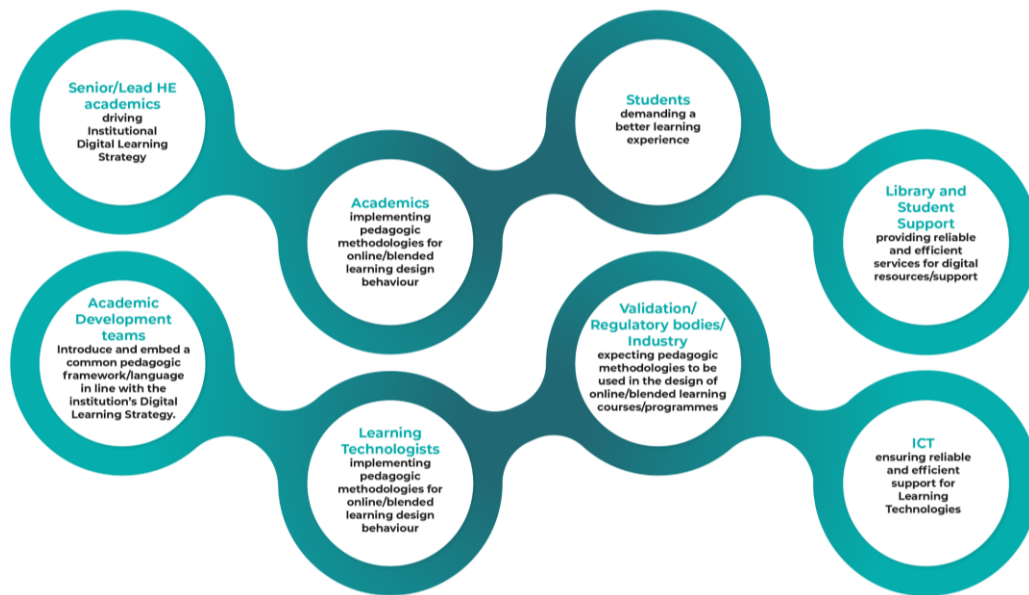 Senior/Lead HE
academics
driving
Institutional
Digital Learning
Strategy
Academics
implementing
pedagogic
methodologies for
online/blended
learning design
behaviour
Students
demanding a
better learning
experience
Library and
Student
Support
providing reliable
and efficient
services for digital
resources/support
Academic
Development
teams
Introduce and embed a
common pedagogic
framework/language
in line with the
institution's Digital
Learning Strategy.
Learning
Technologists
implementing
pedagogic
methodologies for
online/blended
learning design
behaviour
Validation/
Regulatory bodies/
Industry
expecting pedagogic
methodologies to be
used in the design of
online/blended learning
courses/programmes
ICT
ensuring reliable
and efficient
support for
Learning
Technologies